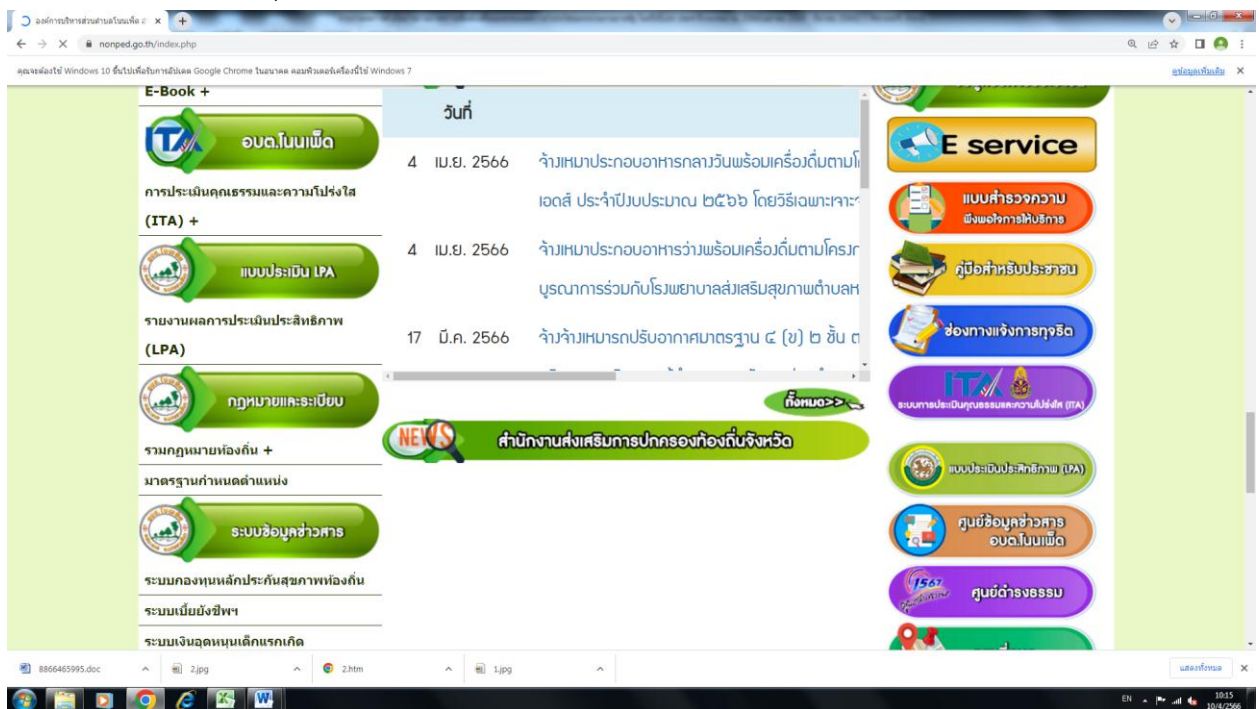 องค์การบริหารส่วนตำบลโนนเพ็ด อ
nonped.go.th/index.php
คุณจะต้องใช้ Windows 10 ขึ้นไปเพื่อรับการอัปเดต Google Chrome ในอนาคต คอมพิวเตอร์เครื่องนี้ใช้ Windows 7
ดูข้อมูลเพิ่มเติม
E-Book +
ITA อบต.โนนเพ็ด
การประเมินคุณธรรมและความโปร่งใส
(ITA) +
แบบประเมิน LPA
รายงานผลการประเมินประสิทธิภาพ
(LPA)
กฎหมายและระเบียบ
รวมกฎหมายท้องถิ่น +
มาตรฐานกำหนดตำแหน่ง
ระบบข้อมูลข่าวสาร
ระบบกองทุนหลักประกันสุขภาพท้องถิ่น
ระบบเบี้ยยังชีพฯ
ระบบเงินอุดหนุนเด็กแรกเกิด
วันที่
4 เม.ย. 2566 จ้างเหมาประกอบอาหารกลางวันพร้อมเครื่องดื่มตามโ
เอดส์ ประจำปีงบประมาณ ๒๕๖๖ โดยวิธีเฉพาะเจาะ
4 เม.ย. 2566 จ้างเหมาประกอบอาหารว่างพร้อมเครื่องดื่มตามโครงก
บูรณาการร่วมกับโรงพยาบาลส่งเสริมสุขภาพตำบลห
17 มี.ค. 2566 จ้างจ้างเหมารถปรับอากาศมาตรฐาน ๔ (ข) ๒ ชั้น ต
ทั้งหมด>>
NEWS สำนักงานส่งเสริมการปกครองท้องถิ่นจังหวัด
E service
แบบสำรวจความ
พึงพอใจการให้บริการ
คู่มือสำหรับประชาชน
ช่องทางแจ้งการทุจริต
ITA
ระบบการประเมินคุณธรรมและความโปร่งใส (ITA)
แบบประเมินประสิทธิภาพ (LPA)
ศูนย์ข้อมูลข่าวสาร
อบต.โนนเพ็ด
1567 ศูนย์ดำรงธรรม
8866465995.doc
2.jpg
2.htm
1.jpg
แสดงทั้งหมด
EN
10:15
10/4/2566